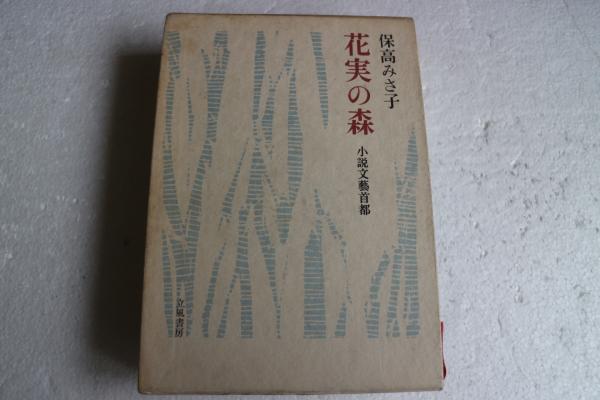 保高みさ子
花実の森
小説文藝首都
立風書房